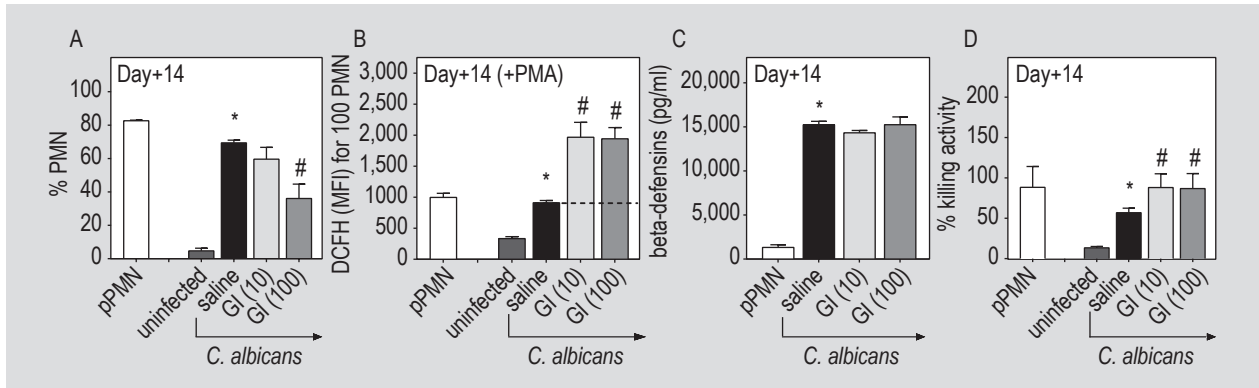 A
Day+14
% PMN
100
80
60
40
20
0
*
#
pPMN
uninfected
saline
GI (10)
GI (100)
C. albicans
B
Day+14 (+PMA)
DCFH (MFI) for 100 PMN
3,000
2,500
2,000
1500
1000
500
0
*
#
#
pPMN
uninfected
saline
GI (10)
GI (100)
C. albicans
C
Day+14
beta-defensins (pg/ml)
20,000
15,000
10,000
5,000
0
*
pPMN
saline
GI (10)
GI (100)
C. albicans
D
Day+14
% killing activity
200
150
100
50
0
*
#
#
pPMN
uninfected
saline
GI (10)
GI (100)
C. albicans